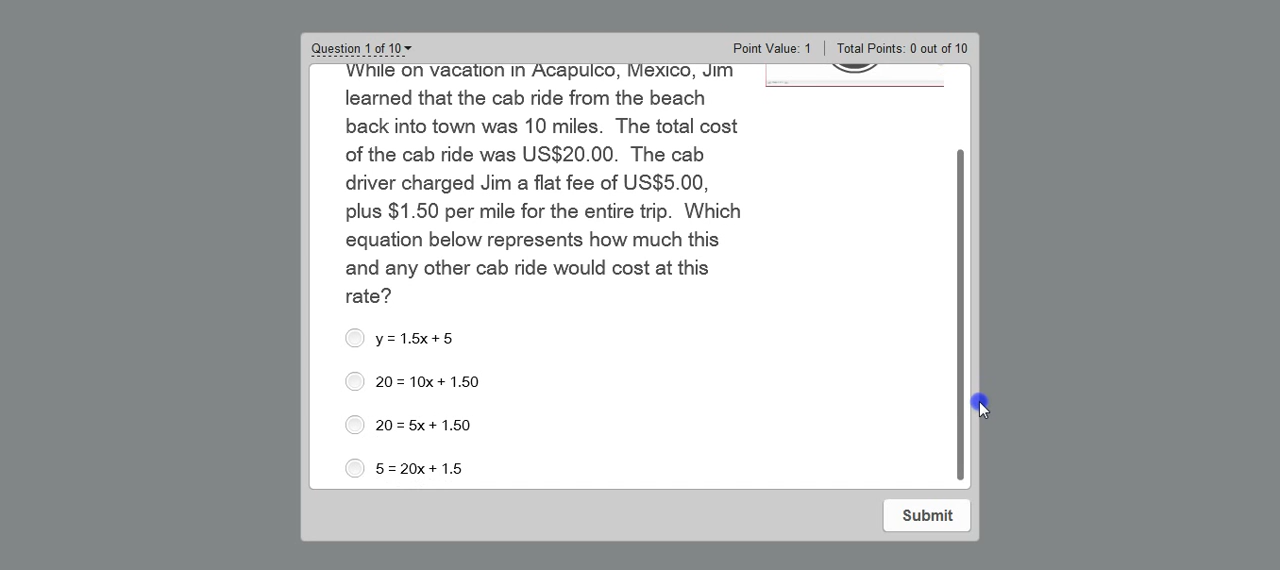 Question 1 of 10
Point Value: 1 | Total Points: 0 out of 10
While on vacation in Acapulco, Mexico, Jim
learned that the cab ride from the beach
back into town was 10 miles.  The total cost
of the cab ride was US$20.00.  The cab
driver charged Jim a flat fee of US$5.00,
plus $1.50 per mile for the entire trip.  Which
equation below represents how much this
and any other cab ride would cost at this
rate?
y = 1.5x + 5
20 = 10x + 1.50
20 = 5x + 1.50
5 = 20x + 1.5
Submit